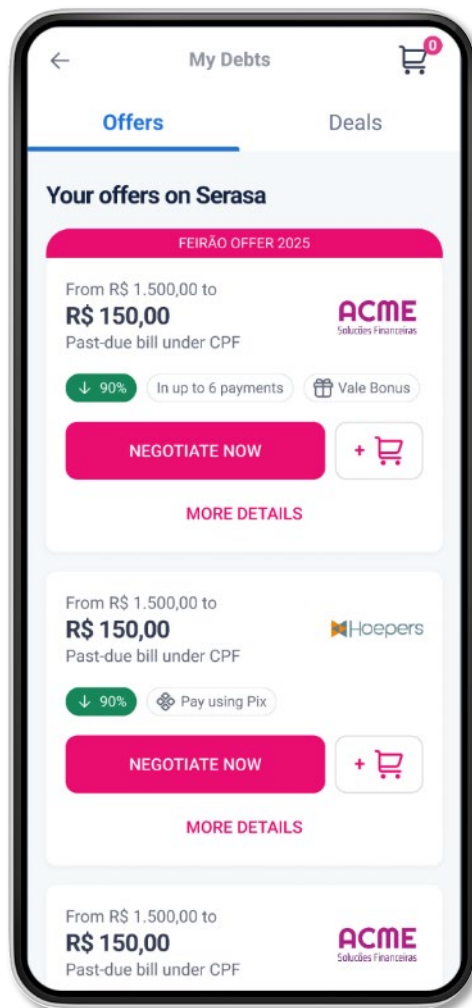 My Debts
0
Offers
Deals
Your offers on Serasa
FEIRÃO OFFER 2025
From R$ 1.500,00 to
R$ 150,00
Past-due bill under CPF
ACME
Soluções Financeiras
90%
In up to 6 payments
Vale Bonus
NEGOTIATE NOW
+
MORE DETAILS
From R$ 1.500,00 to
R$ 150,00
Past-due bill under CPF
Hoepers
90%
Pay using Pix
NEGOTIATE NOW
+
MORE DETAILS
From R$ 1.500,00 to
R$ 150,00
Past-due bill under CPF
ACME
Soluções Financeiras